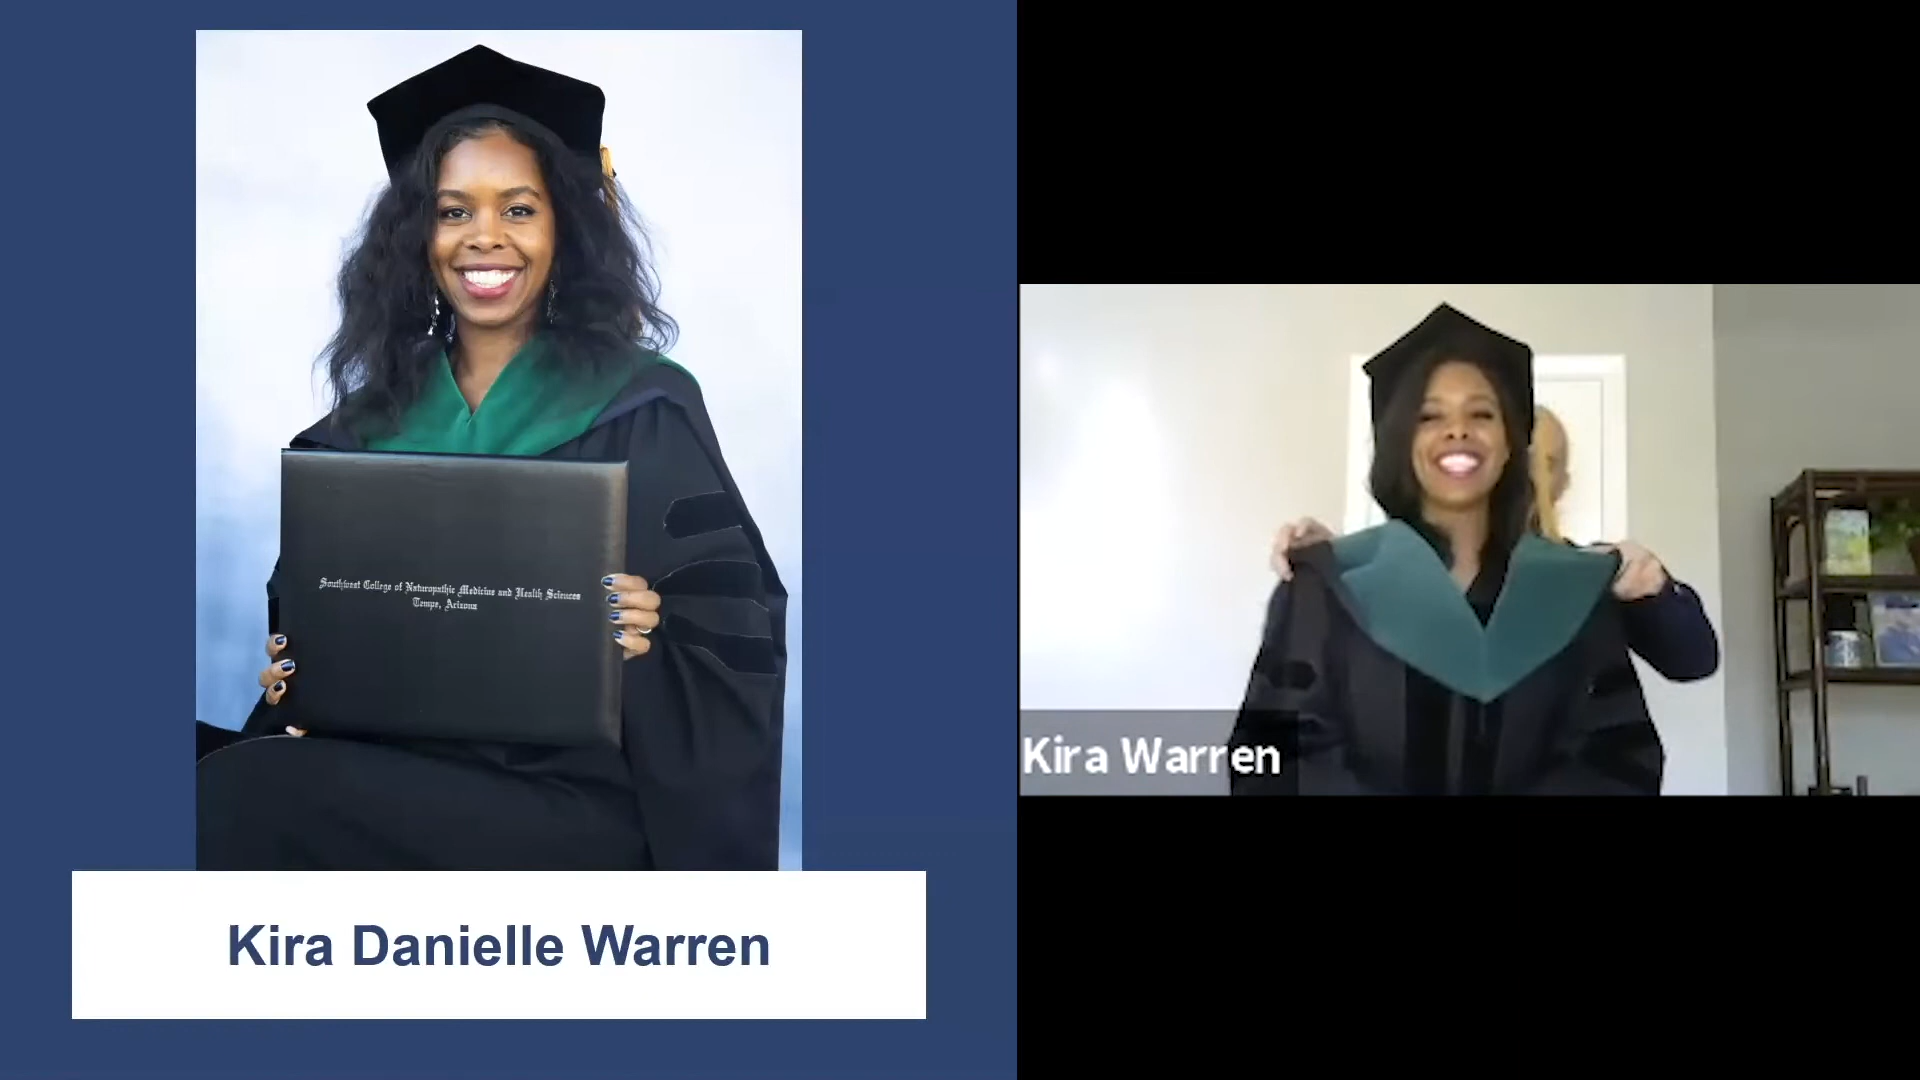 Southwest College of Naturopathic Medicine and Health Sciences
Tempe, Arizona
Kira Danielle Warren
Kira Warren